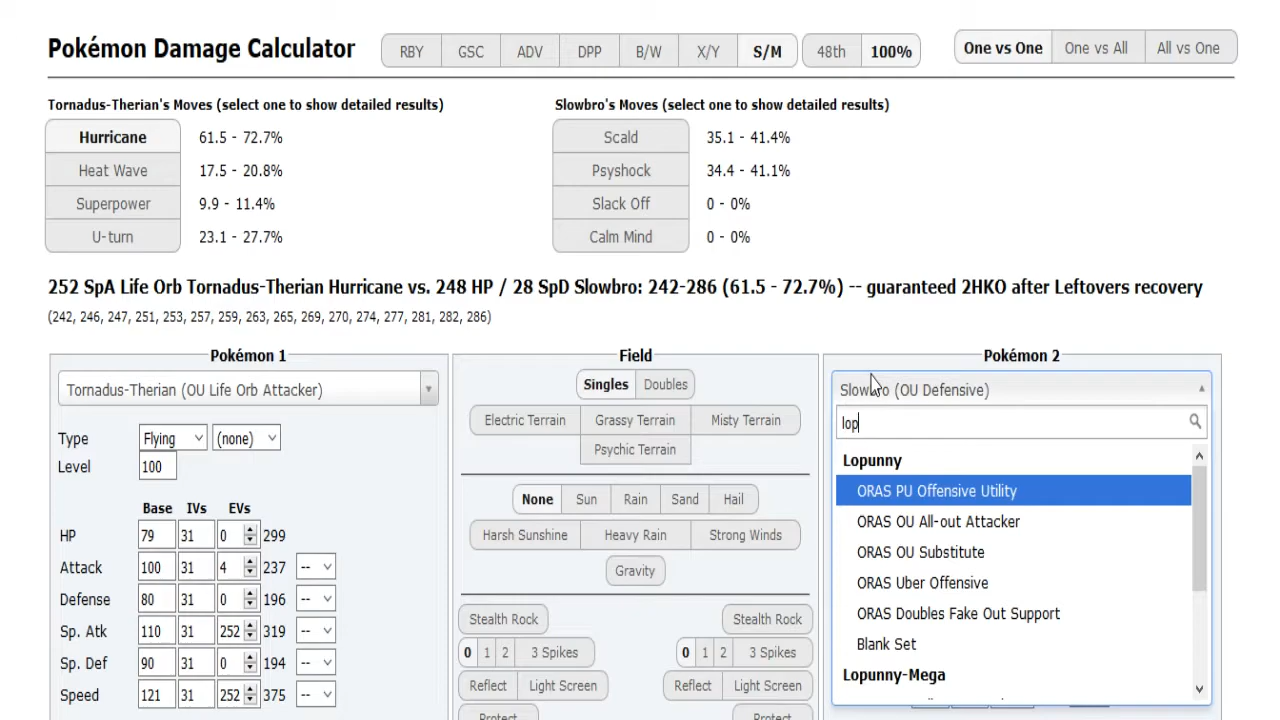 Pokémon Damage Calculator
RBY GSC ADV DPP B/W X/Y S/M 48th 100%
One vs One One vs All All vs One
Tornadus-Therian's Moves (select one to show detailed results)
Hurricane 61.5 - 72.7%
Heat Wave 17.5 - 20.8%
Superpower 9.9 - 11.4%
U-turn 23.1 - 27.7%
Slowbro's Moves (select one to show detailed results)
Scald 35.1 - 41.4%
Psyshock 34.4 - 41.1%
Slack Off 0 - 0%
Calm Mind 0 - 0%
252 SpA Life Orb Tornadus-Therian Hurricane vs. 248 HP / 28 SpD Slowbro: 242-286 (61.5 - 72.7%) -- guaranteed 2HKO after Leftovers recovery
(242, 246, 247, 251, 253, 257, 259, 263, 265, 269, 270, 274, 277, 281, 282, 286)
Pokémon 1
Tornadus-Therian (OU Life Orb Attacker)
Type Flying (none)
Level 100
Base IVs EVs
HP 79 31 0 299
Attack 100 31 4 237 --
Defense 80 31 0 196 --
Sp. Atk 110 31 252 319 --
Sp. Def 90 31 0 194 --
Speed 121 31 252 375 --
Field
Singles Doubles
Electric Terrain Grassy Terrain Misty Terrain
Psychic Terrain
None Sun Rain Sand Hail
Harsh Sunshine Heavy Rain Strong Winds
Gravity
Stealth Rock Stealth Rock
0 1 2 3 Spikes 0 1 2 3 Spikes
Reflect Light Screen Reflect Light Screen
Protect Protect
Pokémon 2
Slowbro (OU Defensive)
lop
Lopunny
ORAS PU Offensive Utility
ORAS OU All-out Attacker
ORAS OU Substitute
ORAS Uber Offensive
ORAS Doubles Fake Out Support
Blank Set
Lopunny-Mega